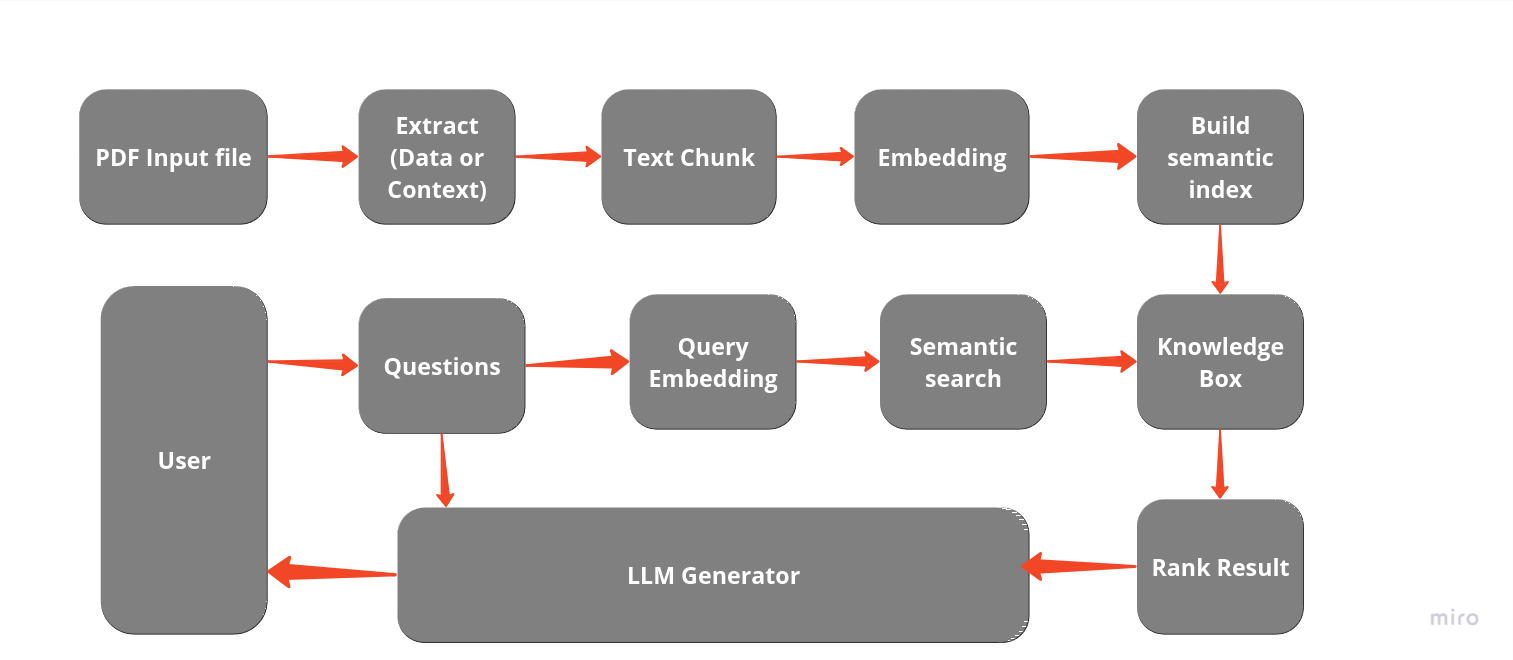 PDF Input file
Extract
(Data or
Context)
Text Chunk
Embedding
Build
semantic
index
User
Questions
Query
Embedding
Semantic
search
Knowledge
Box
LLM Generator
Rank Result
miro